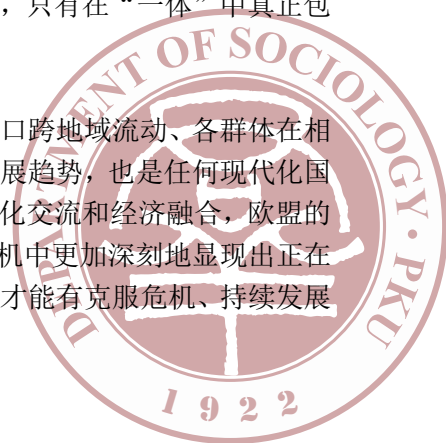 ，只有在“一体”中真正包
口跨地域流动、各群体在相
展趋势，也是任何现代化国
化交流和经济融合，欧盟的
机中更加深刻地显现出正在
才能有克服危机、持续发展
DEPARTMENT OF SOCIOLOGY · PKU
1922